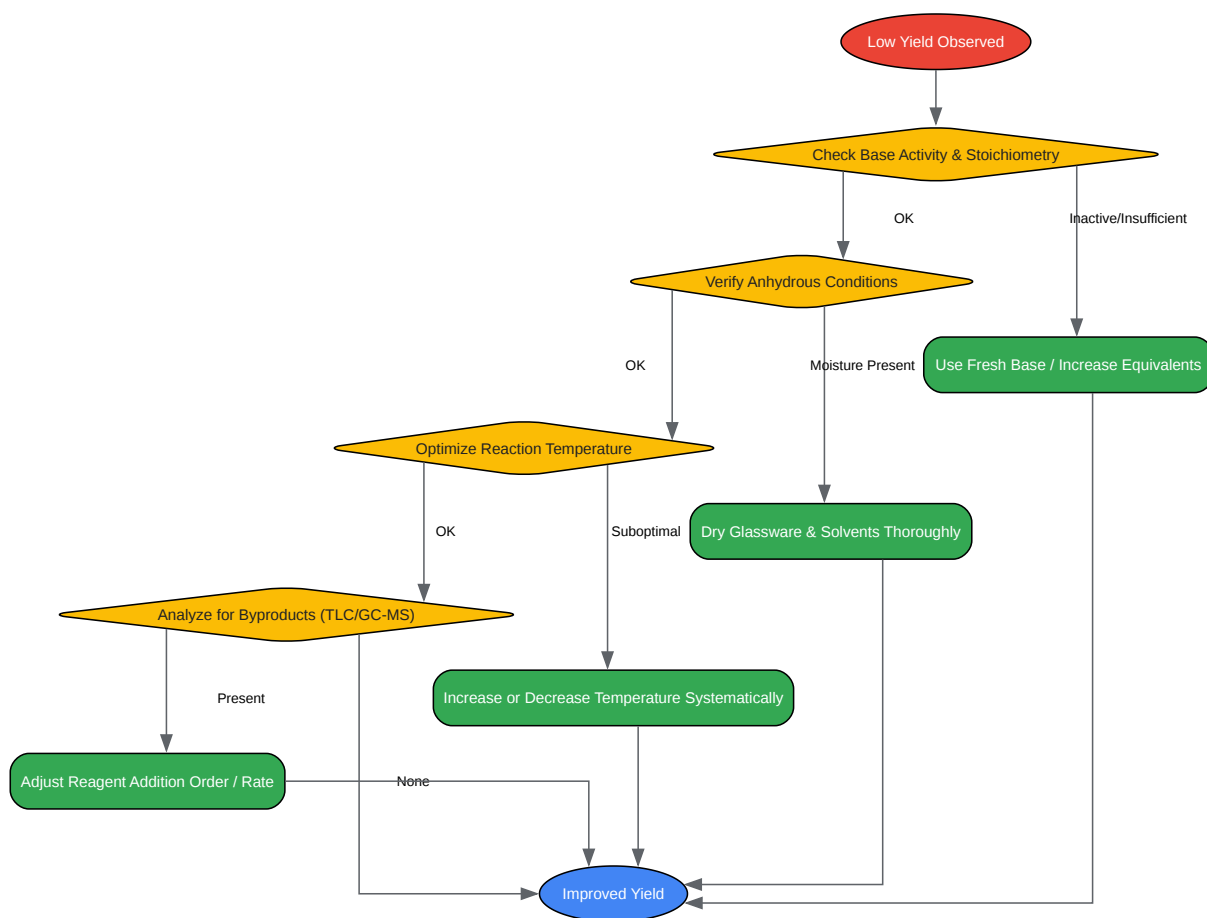 Low Yield Observed
Check Base Activity & Stoichiometry
OK
Inactive/Insufficient
Verify Anhydrous Conditions
OK
Moisture Present
Use Fresh Base / Increase Equivalents
Optimize Reaction Temperature
OK
Suboptimal
Dry Glassware & Solvents Thoroughly
Analyze for Byproducts (TLC/GC-MS)
Present
Increase or Decrease Temperature Systematically
Adjust Reagent Addition Order / Rate
None
Improved Yield